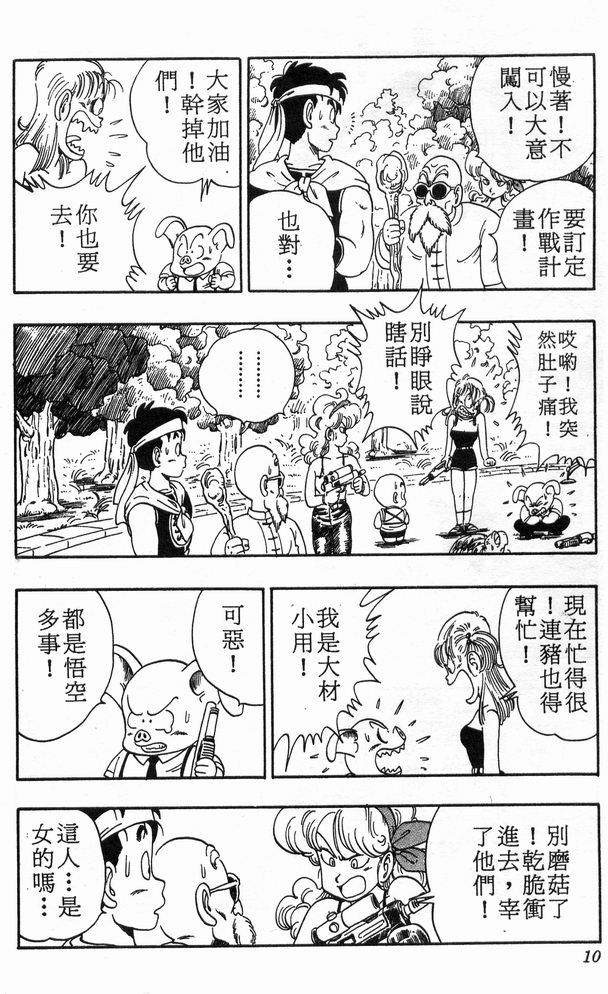 慢著！不
可以大意
闖入！
要訂定
作戰計
畫！
也對…
大家加油
！幹掉他
們！
你也要
去！
哎喲！我突
然肚子痛！
別睜眼說
瞎話！
………
現在忙得很
！連豬也得
幫忙！
我是大材
小用！
可惡！
都是悟空
多事！
別磨菇了
！乾脆衝
進去，宰
了他們！
這人…是
女的嗎…
10